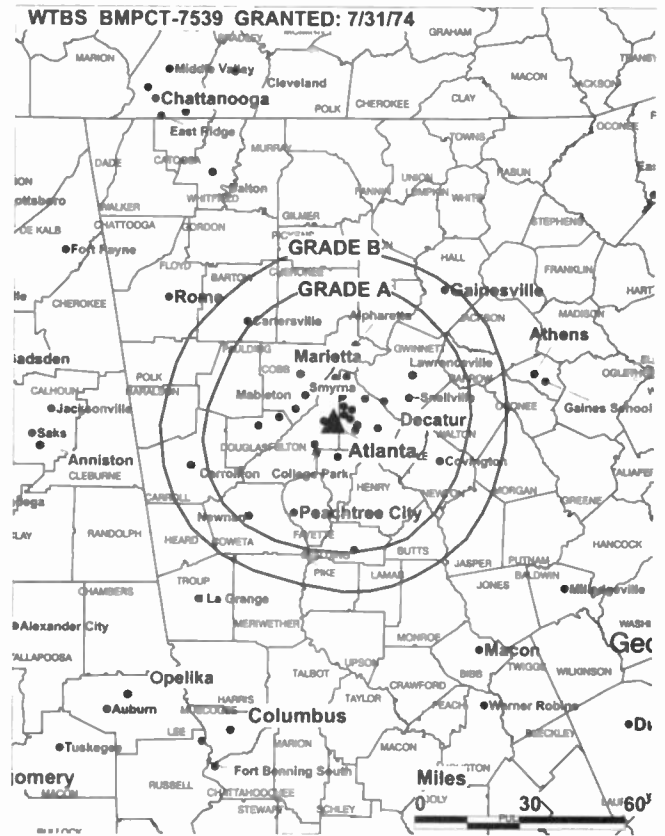 WTBS BMPCT-7539 GRANTED: 7/31/74
GRAHAM
MARION
Middle Valley
Cleveland
MACON
JACKSON
Chattanooga
POLK
CHEROKEE
CLAY
East Ridge
TOWNS
OCONEE
MURRAY
DADE
CATOOSA
RABUN
UNION
FANNIN
LUMPKIN
WHITE
WHITFIELD
WALKER
GILMER
STEPHENS
DE KALB
CHATTOOGA
GORDON
GRADE B
HALL
Fort Payne
FLOYD
FRANKLIN
BARTOW
CHEROKEE
GRADE A
Gainesville
HART
Rome
CHEROKEE
JACKSON
MADISON
Cartersville
Alpharetta
Athens
PAULDING
Marietta
GWINNETT
COBB
Lawrenceville
BARROW
POLK
Smyrna
CALHOUN
HARALSON
Mableton
Snellville
OCONEE
Jacksonville
Gaines School
Decatur
Saks
WALTON
DOUGLAS
FULTON
Atlanta
Anniston
Covington
CLEBURNE
Carrollton
College Park
HENRY
NEWTON
MORGAN
CARROLL
GREENE
Newnan
Peachtree City
CLAY
RANDOLPH
FAYETTE
HANCOCK
HEARD
COWETA
BUTTS
JASPER
PUTNAM
PIKE
LAMAR
BALDWIN
TROUP
JONES
CHAMBERS
La Grange
Milledgeville
MERIWETHER
Alexander City
MONROE
Macon
UPSON
TWIGGS
BIBB
WILKINSON
Opelika
TALBOT
CRAWFORD
HARRIS
TAYLOR
PEACH
Auburn
Warner Robins
MUSCOGEE
Columbus
LEE
BLECKLEY
MARION
MACON
Tuskegee
Fort Benning South
Miles
RUSSELL
CHATTAHOOCHEE
MACON
STEWART
SCHLEY
0 30 60